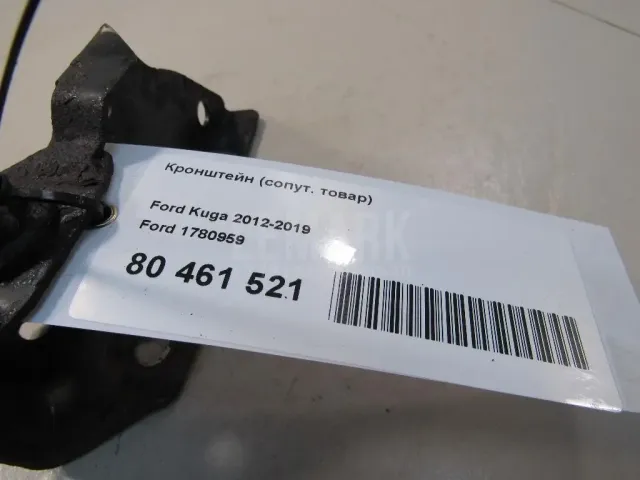 Кронштейн (сопут. товар)
Ford Kuga 2012-2019
Ford 1780959
80 461 521